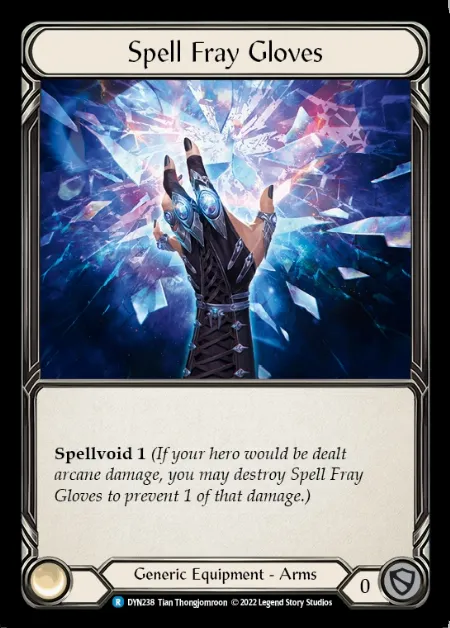 Spell Fray Gloves
Spellvoid 1 (If your hero would be dealt
arcane damage, you may destroy Spell Fray
Gloves to prevent 1 of that damage.)
Generic Equipment - Arms
0
R DYN238 Tian Thongjomroon © 2022 Legend Story Studios